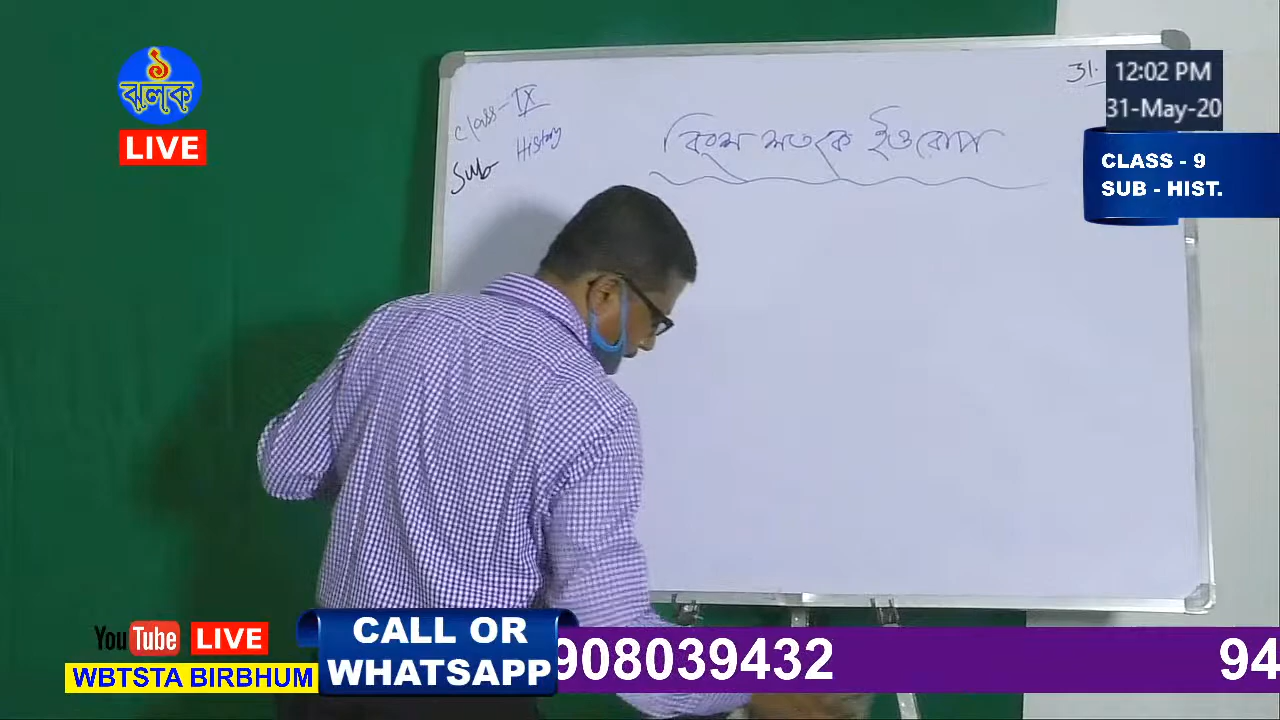 ঝলক
LIVE
Class - IX
Sub History
বিংশ শতকে ইউরোপ
31.
12:02 PM
31-May-20
CLASS - 9
SUB - HIST.
YouTube LIVE
WBTSTA BIRBHUM
CALL OR
WHATSAPP
908039432
94